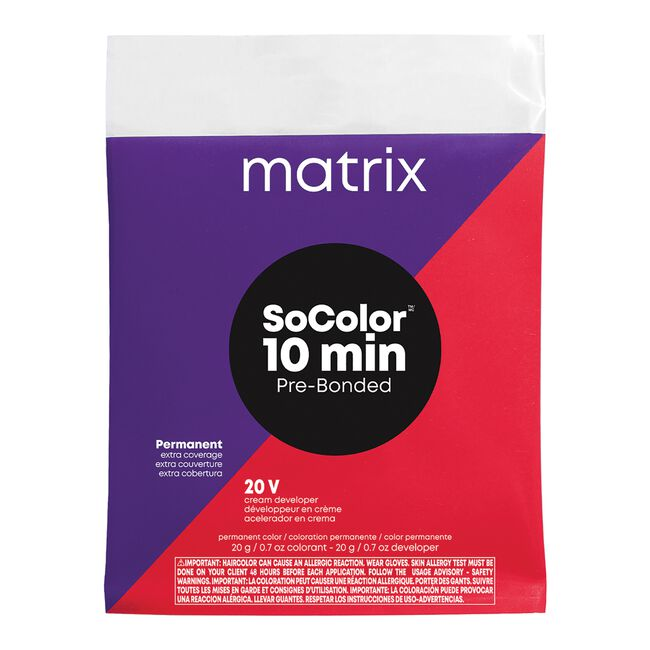 matrix
SoColor™/MC
10 min
Pre-Bonded
Permanent
extra coverage
extra couverture
extra cobertura
20 V
cream developer
développeur en crème
acelerador en crema
permanent color / coloration permanente / color permanente
20 g / 0.7 oz colorant - 20 g / 0.7 oz developer
⚠IMPORTANT: HAIRCOLOR CAN CAUSE AN ALLERGIC REACTION. WEAR GLOVES. SKIN ALLERGY TEST MUST BE
DONE ON YOUR CLIENT 48 HOURS BEFORE EACH APPLICATION. FOLLOW THE USAGE ADVISORY - SAFETY
WARNINGS. IMPORTANT: LA COLORATION PEUT CAUSER UNE RÉACTION ALLERGIQUE. PORTER DES GANTS. SUIVRE
TOUTES LES MISES EN GARDE ET CONSIGNES D'UTILISATION. IMPORTANTE: LA COLORACIÓN PUEDE PROVOCAR
UNA REACCION ALÉRGICA. LLEVAR GUANTES. RESPETAR LOS INSTRUCCIONES DE USO-ADVERTENCIAS.